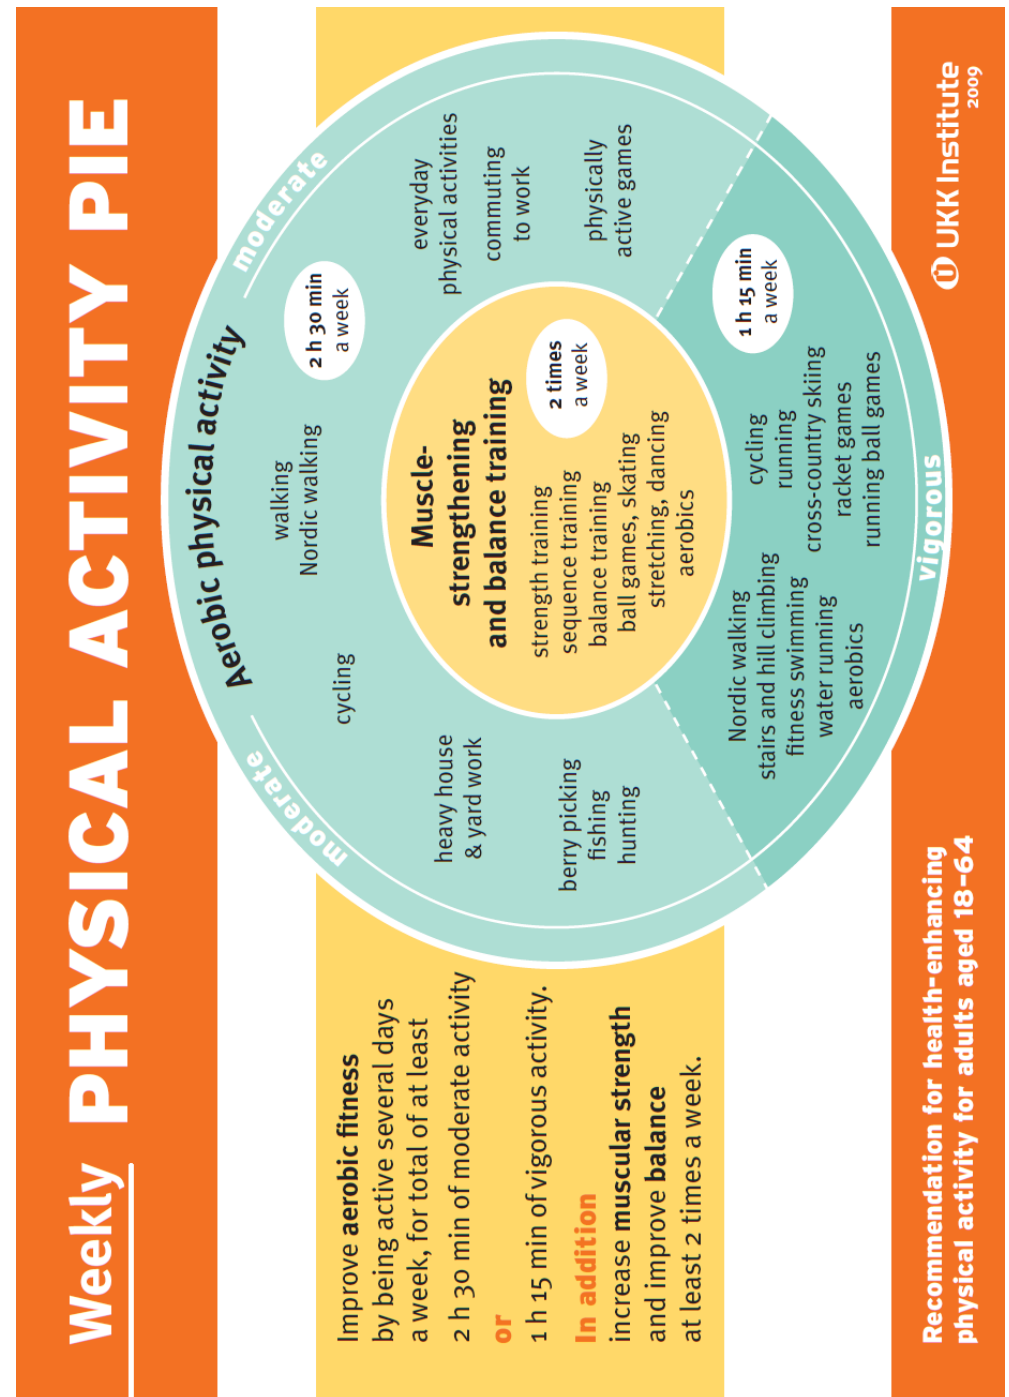 Weekly PHYSICAL ACTIVITY PIE
Improve aerobic fitness
by being active several days
a week, for total of at least
2 h 30 min of moderate activity
or
1 h 15 min of vigorous activity.
In addition
increase muscular strength
and improve balance
at least 2 times a week.
Aerobic physical activity
moderate
moderate
walking
Nordic walking
2 h 30 min
a week
cycling
heavy house
& yard work
berry picking
fishing
hunting
everyday
physical activities
commuting
to work
physically
active games
Muscle-
strengthening
and balance training
2 times
a week
strength training
sequence training
balance training
ball games, skating
stretching, dancing
aerobics
1 h 15 min
a week
Nordic walking
stairs and hill climbing
fitness swimming
water running
aerobics
cycling
running
cross-country skiing
racket games
running ball games
vigorous
Recommendation for health-enhancing
physical activity for adults aged 18–64
UKK Institute
2009